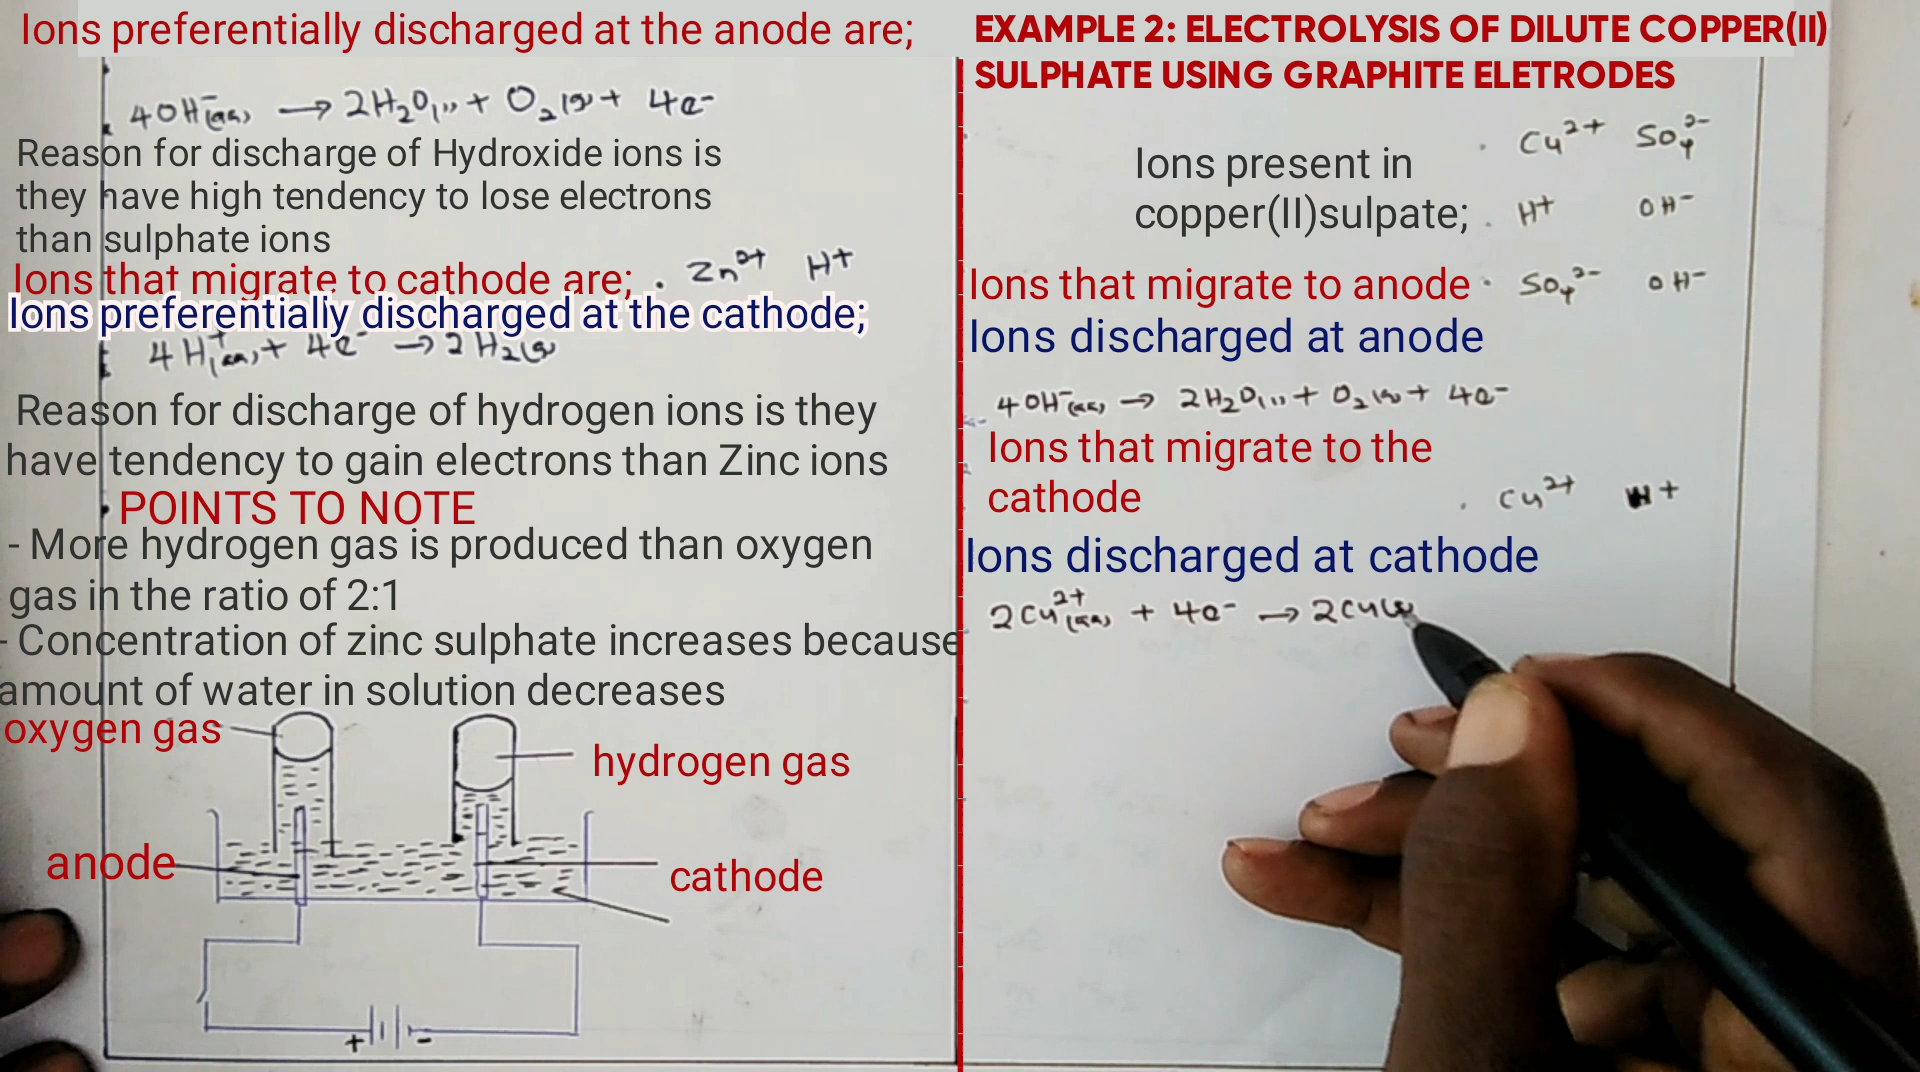 Ions preferentially discharged at the anode are;
4OH⁻(aq) → 2H₂O(l) + O₂(g) + 4e⁻
Reason for discharge of Hydroxide ions is
they have high tendency to lose electrons
than sulphate ions
Ions that migrate to cathode are; . Zn²⁺ H⁺
Ions preferentially discharged at the cathode;
4H⁺(aq) + 4e⁻ → 2H₂(g)
Reason for discharge of hydrogen ions is they
have tendency to gain electrons than Zinc ions
POINTS TO NOTE
- More hydrogen gas is produced than oxygen
gas in the ratio of 2:1
- Concentration of zinc sulphate increases because
amount of water in solution decreases
oxygen gas
hydrogen gas
anode
cathode
+ -
EXAMPLE 2: ELECTROLYSIS OF DILUTE COPPER(II)
SULPHATE USING GRAPHITE ELETRODES
Ions present in . Cu²⁺ SO₄²⁻
copper(II)sulpate; . H⁺ OH⁻
Ions that migrate to anode . SO₄²⁻ OH⁻
Ions discharged at anode
4OH⁻(aq) → 2H₂O(l) + O₂(g) + 4e⁻
Ions that migrate to the
cathode . Cu²⁺ H⁺
Ions discharged at cathode
2Cu²⁺(aq) + 4e⁻ → 2Cu(s)